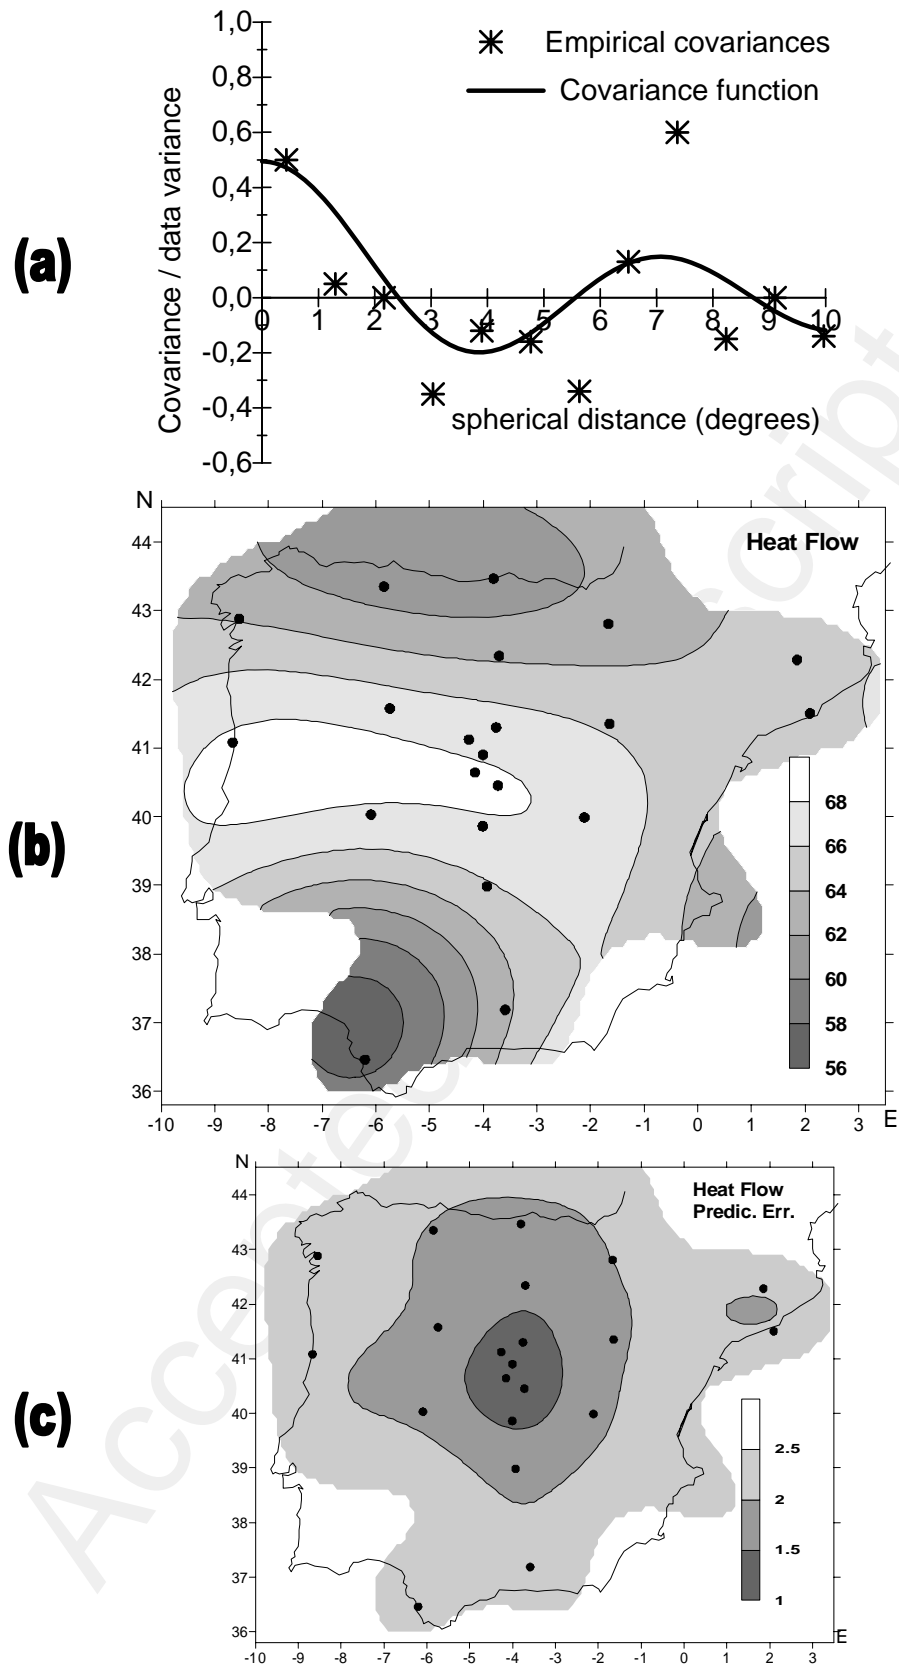 1,0
Empirical covariances
0,8
Covariance function
0,6
0,4
0,2
0,0
-0,2
-0,4
-0,6
Covariance / data variance
0 1 2 3 4 5 6 7 8 9 10
spherical distance (degrees)
(a)
N
Heat Flow
44
43
42
41
40
39
38
37
36
68
66
64
62
60
58
56
-10 -9 -8 -7 -6 -5 -4 -3 -2 -1 0 1 2 3 E
(b)
N
Heat Flow
Predic. Err.
44
43
42
41
40
39
38
37
36
2.5
2
1.5
1
E
-10 -9 -8 -7 -6 -5 -4 -3 -2 -1 0 1 2 3
(c)